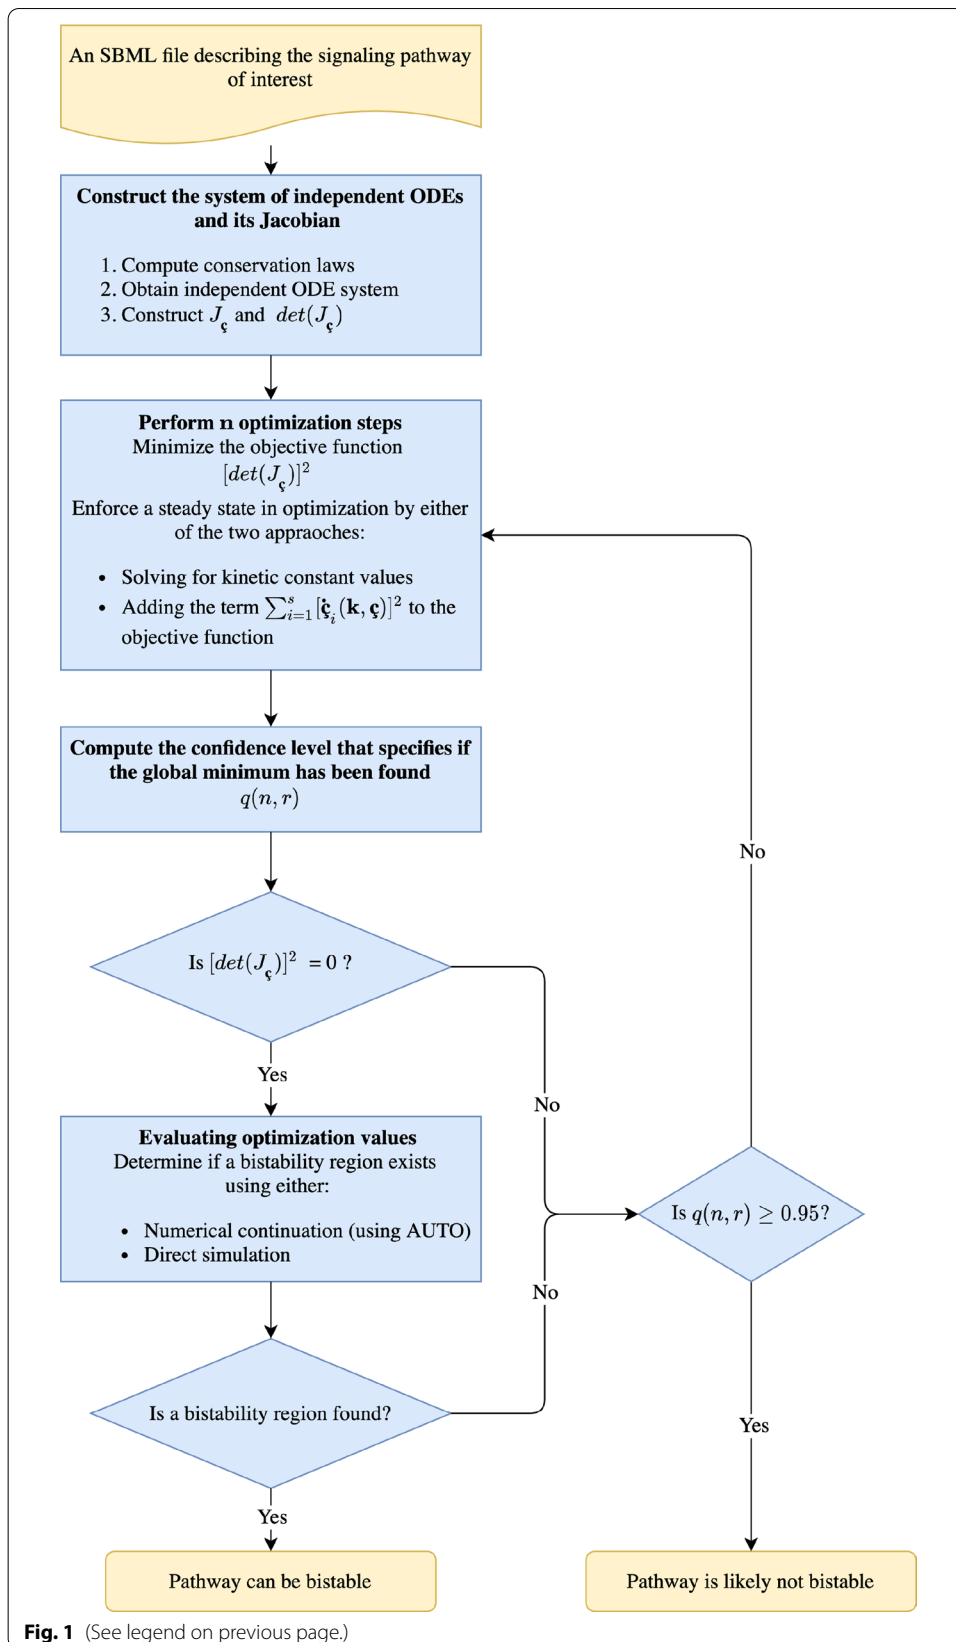 An SBML file describing the signaling pathway
of interest
Construct the system of independent ODEs
and its Jacobian
1. Compute conservation laws
2. Obtain independent ODE system
3. Construct J_ç and det(J_ç)
Perform n optimization steps
Minimize the objective function
[det(J_ç)]²
Enforce a steady state in optimization by either
of the two appraoches:
• Solving for kinetic constant values
• Adding the term ∑_{i=1}^{s}[ç̇_i(k, ç)]² to the
objective function
Compute the confidence level that specifies if
the global minimum has been found
q(n, r)
Is [det(J_ç)]² = 0 ?
Yes
No
Evaluating optimization values
Determine if a bistability region exists
using either:
• Numerical continuation (using AUTO)
• Direct simulation
No
Is a bistability region found?
Yes
Pathway can be bistable
Is q(n, r) ≥ 0.95?
No
Yes
Pathway is likely not bistable
Fig. 1 (See legend on previous page.)